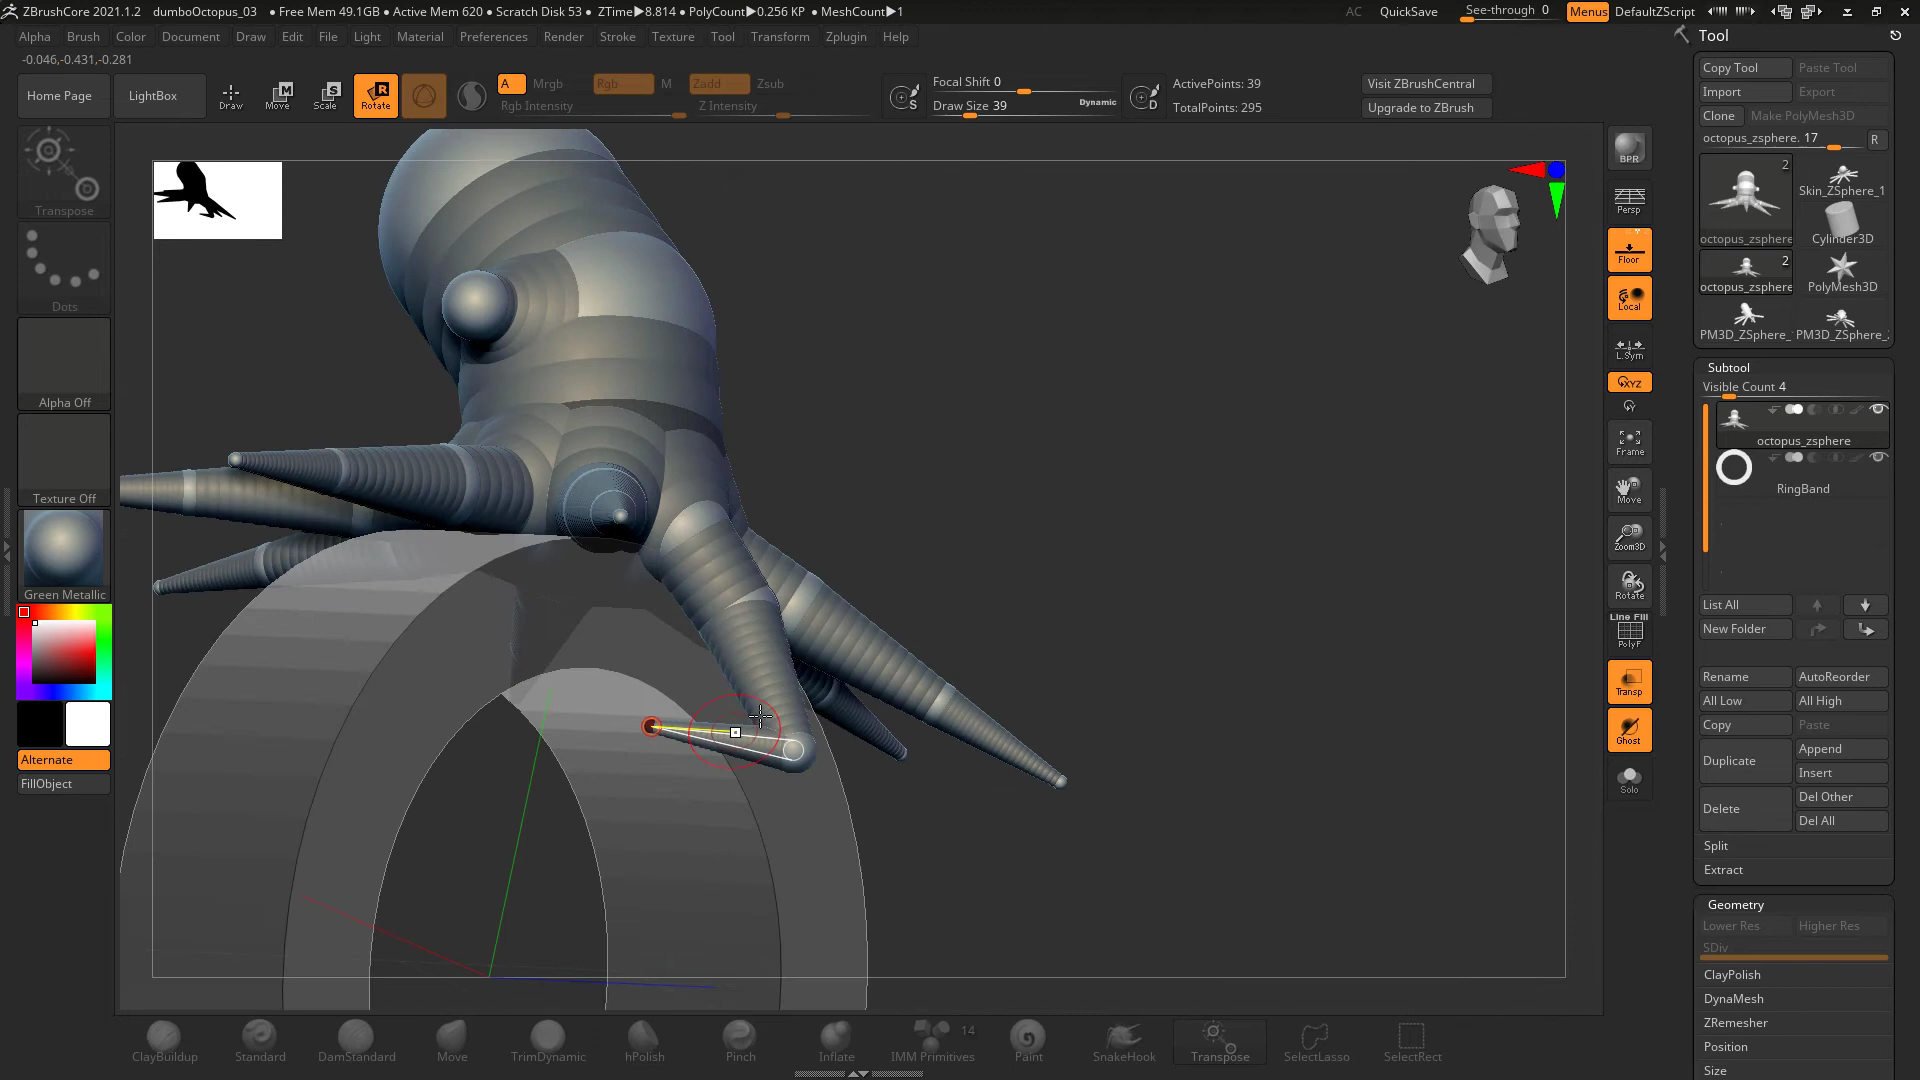 ZBrushCore 2021.1.2 dumboOctopus_03 ● Free Mem 49.1GB ● Active Mem 620 ● Scratch Disk 53 ● ZTime▶8.814 ● PolyCount▶0.256 KP ● MeshCount▶1 AC QuickSave See-through 0 Menus DefaultZScript
Alpha Brush Color Document Draw Edit File Light Material Preferences Render Stroke Texture Tool Transform Zplugin Help
-0.046,-0.431,-0.281
Home Page LightBox Draw Move Scale Rotate
A Mrgb Rgb M Zadd Zsub
Rgb Intensity Z Intensity
Focal Shift 0
Draw Size 39 Dynamic
ActivePoints: 39
TotalPoints: 295
Visit ZBrushCentral
Upgrade to ZBrush
Transpose
Dots
Alpha Off
Texture Off
Green Metallic
Alternate
FillObject
BPR
Persp
Floor
Local
L.Sym
XYZ
Frame
Move
Zoom3D
Rotate
Line Fill
PolyF
Transp
Ghost
Solo
Tool
Copy Tool Paste Tool
Import Export
Clone Make PolyMesh3D
octopus_zsphere. 17 R
2
octopus_zsphere
Skin_ZSphere_1
Cylinder3D
2
octopus_zsphere
PolyMesh3D
PM3D_ZSphere_ PM3D_ZSphere_
Subtool
Visible Count 4
octopus_zsphere
RingBand
List All
New Folder
Rename AutoReorder
All Low All High
Copy Paste
Duplicate Append
Insert
Delete Del Other
Del All
Split
Extract
Geometry
Lower Res Higher Res
SDiv
ClayPolish
DynaMesh
ZRemesher
Position
Size
ClayBuildup Standard DamStandard Move TrimDynamic hPolish Pinch Inflate IMM Primitives 14 Paint SnakeHook Transpose SelectLasso SelectRect